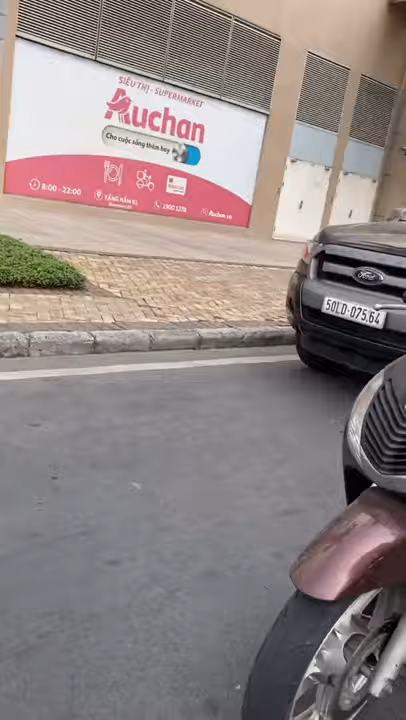 SIÊU THỊ - SUPERMARKET
Auchan
Cho cuộc sống thêm hay
8:00 - 22:00
TẦNG HẦM B1
1900 1378
Auchan.vn
Ford
50LD-075.64